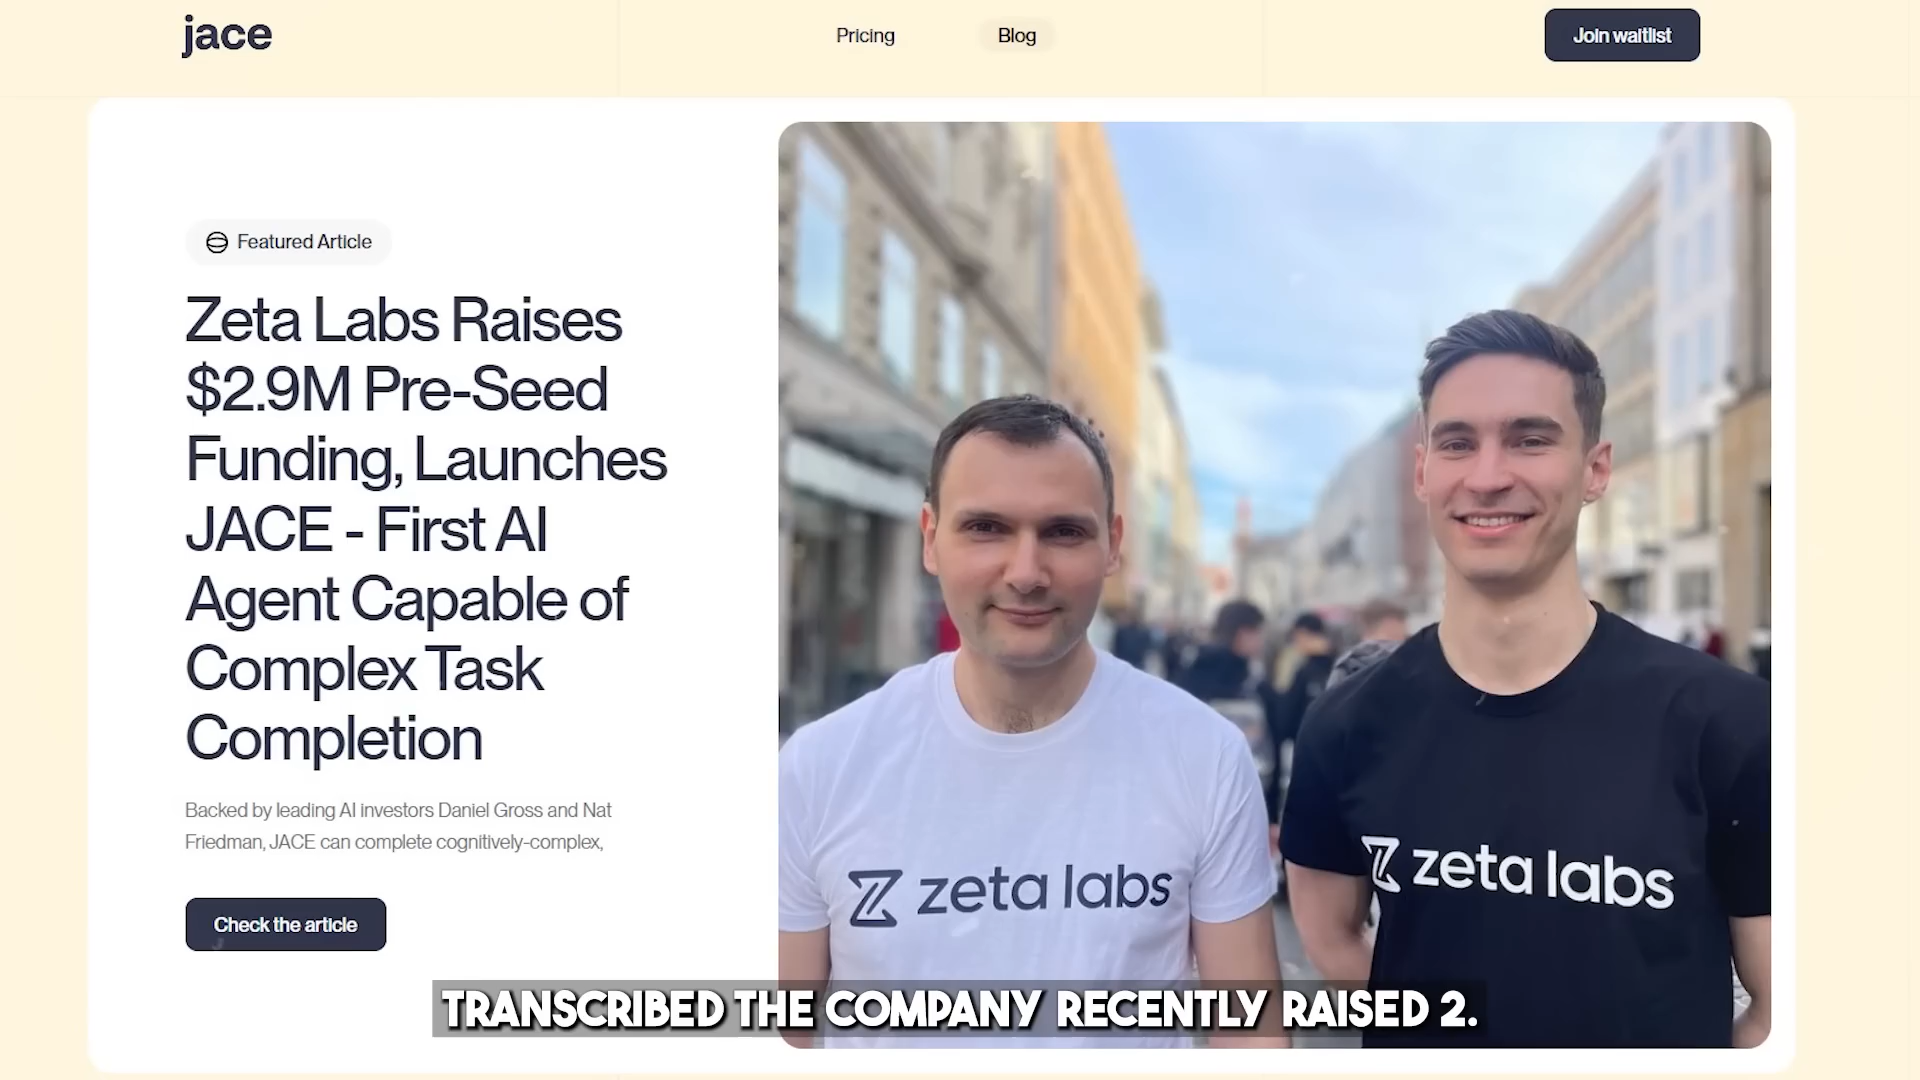 jace
Pricing
Blog
Join waitlist
Featured Article
Zeta Labs Raises
$2.9M Pre-Seed
Funding, Launches
JACE - First AI
Agent Capable of
Complex Task
Completion
Backed by leading AI investors Daniel Gross and Nat
Friedman, JACE can complete cognitively-complex,
Check the article
zeta labs
zeta labs
TRANSCRIBED THE COMPANY RECENTLY RAISED 2.